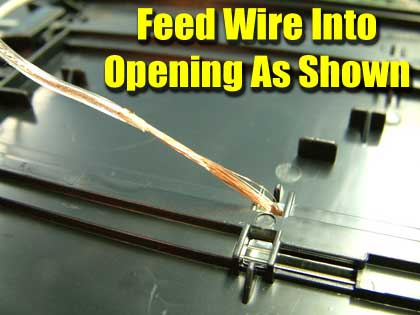 Feed Wire Into
Opening As Shown